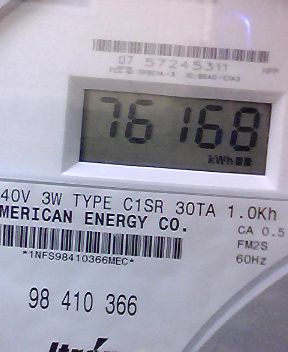 07 57245311
HPP
76168
kWh
40V 3W TYPE C1SR 30TA 1.0Kh
MERICAN ENERGY CO.
CA 0.5
FM2S
*1NFS98410366MEC*
60Hz
98 410 366